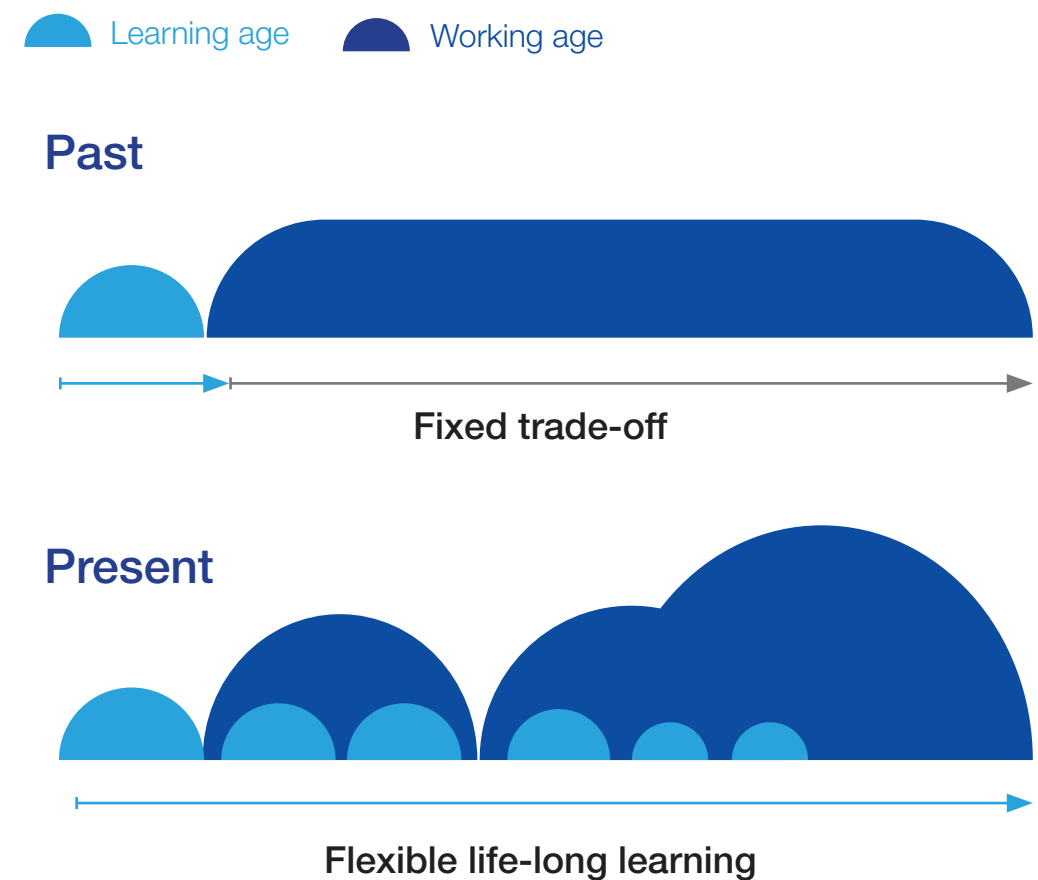 Learning age
Working age
Past
Fixed trade-off
Present
Flexible life-long learning